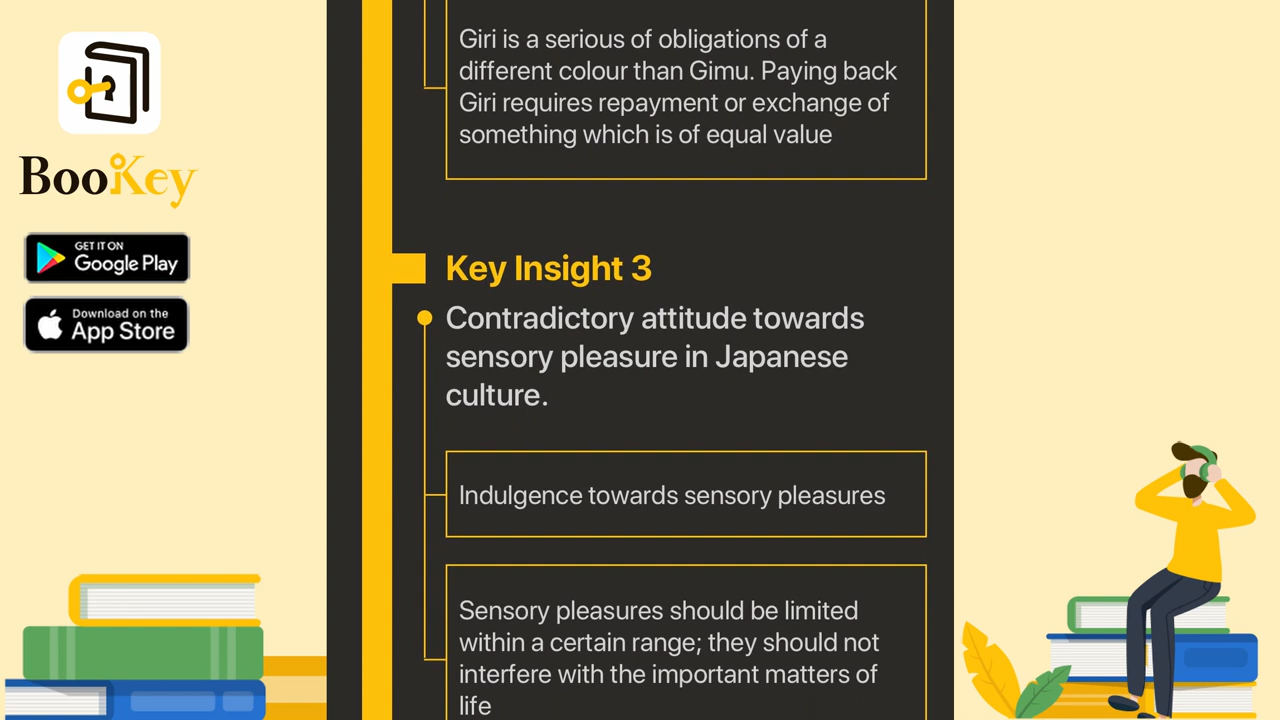 BooKey
GET IT ON
Google Play
Download on the
App Store
Giri is a serious of obligations of a
different colour than Gimu. Paying back
Giri requires repayment or exchange of
something which is of equal value
Key Insight 3
Contradictory attitude towards
sensory pleasure in Japanese
culture.
Indulgence towards sensory pleasures
Sensory pleasures should be limited
within a certain range; they should not
interfere with the important matters of
life